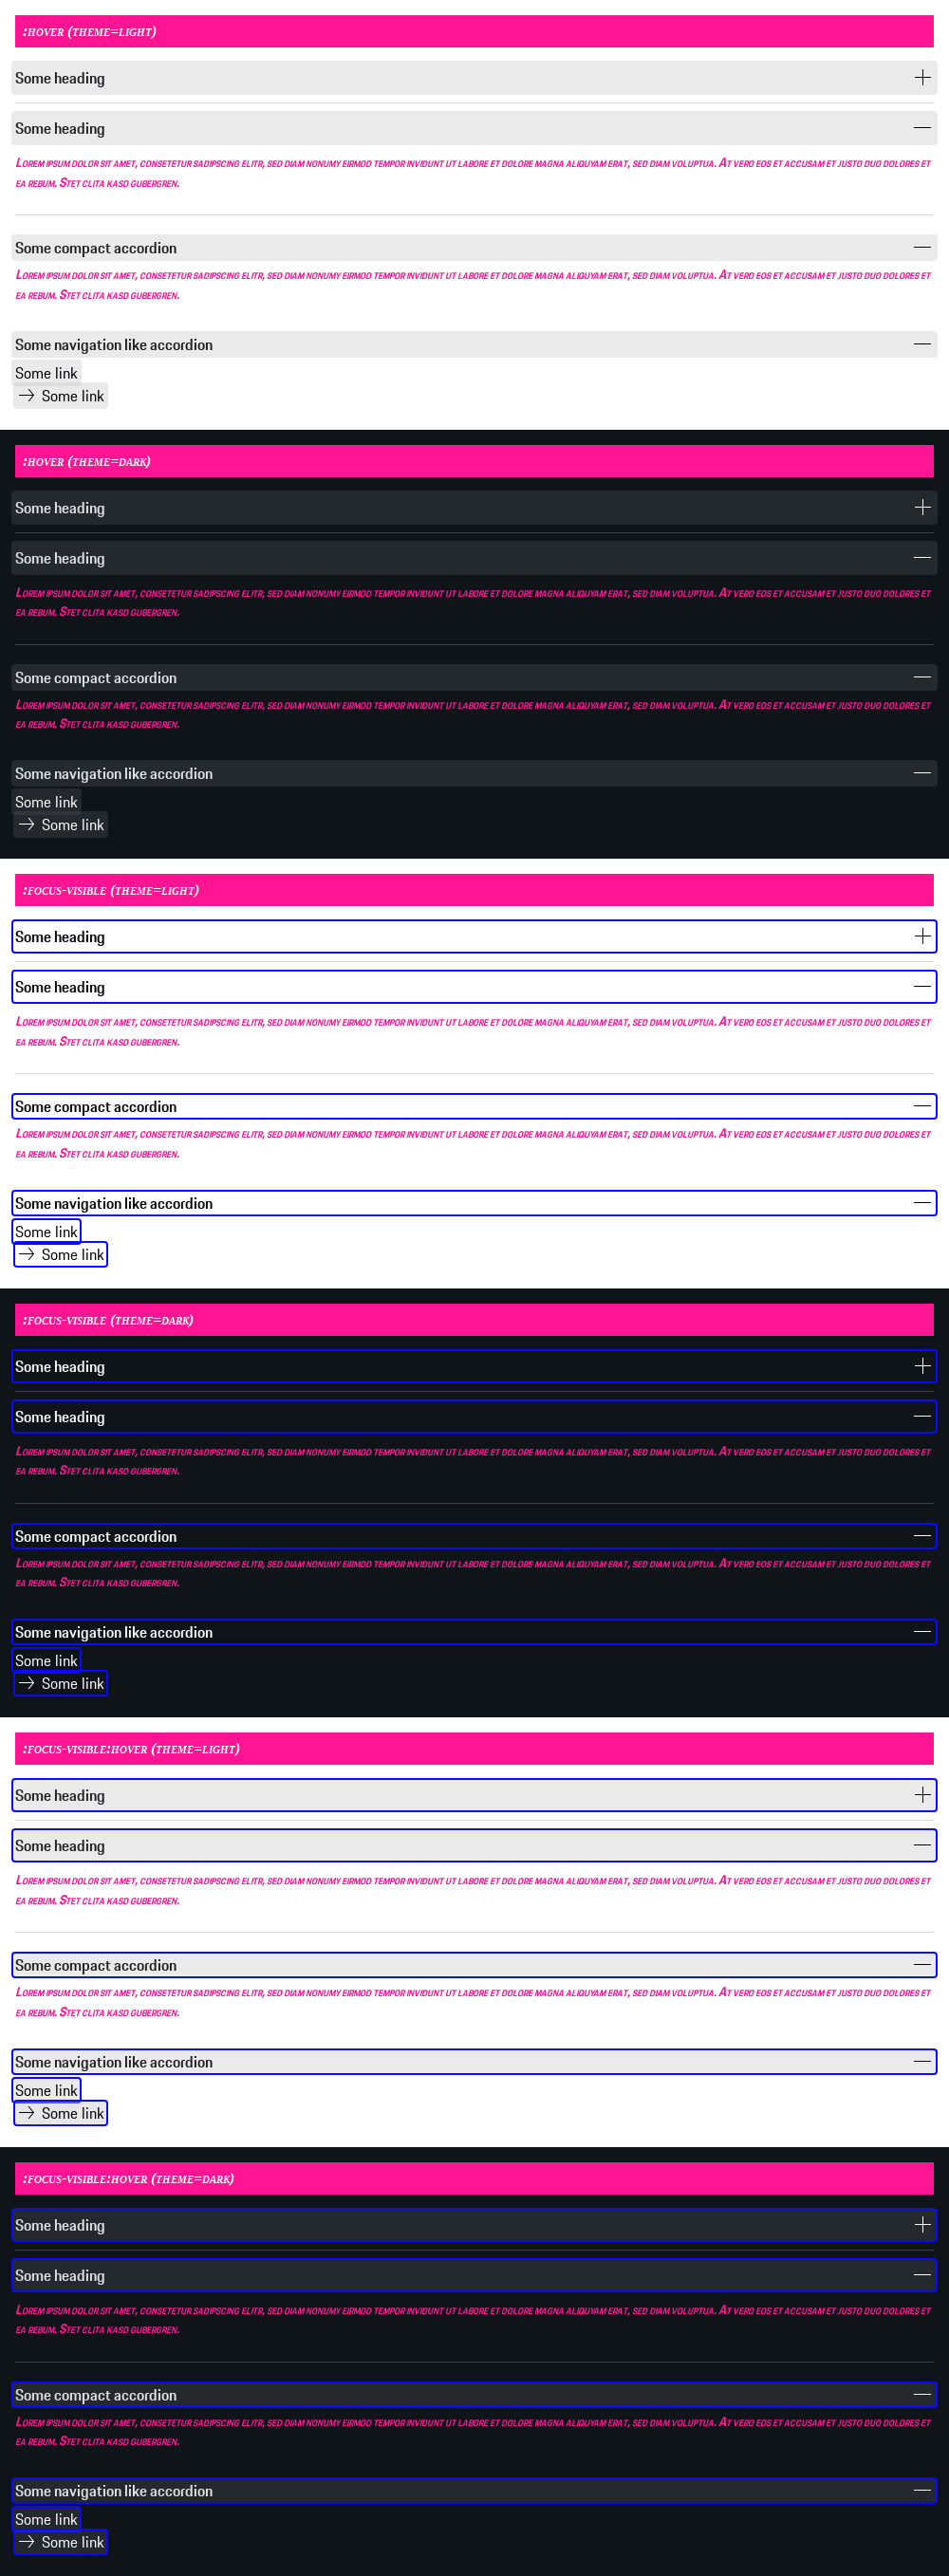 :hover (theme=light)
Some heading
Some heading
Lorem ipsum dolor sit amet, consetetur sadipscing elitr, sed diam nonumy eirmod tempor invidunt ut labore et dolore magna aliquyam erat, sed diam voluptua. At vero eos et accusam et justo duo dolores et
ea rebum. Stet clita kasd gubergren.
Some compact accordion
Lorem ipsum dolor sit amet, consetetur sadipscing elitr, sed diam nonumy eirmod tempor invidunt ut labore et dolore magna aliquyam erat, sed diam voluptua. At vero eos et accusam et justo duo dolores et
ea rebum. Stet clita kasd gubergren.
Some navigation like accordion
Some link
Some link
:hover (theme=dark)
Some heading
Some heading
Lorem ipsum dolor sit amet, consetetur sadipscing elitr, sed diam nonumy eirmod tempor invidunt ut labore et dolore magna aliquyam erat, sed diam voluptua. At vero eos et accusam et justo duo dolores et
ea rebum. Stet clita kasd gubergren.
Some compact accordion
Lorem ipsum dolor sit amet, consetetur sadipscing elitr, sed diam nonumy eirmod tempor invidunt ut labore et dolore magna aliquyam erat, sed diam voluptua. At vero eos et accusam et justo duo dolores et
ea rebum. Stet clita kasd gubergren.
Some navigation like accordion
Some link
Some link
:focus-visible (theme=light)
Some heading
Some heading
Lorem ipsum dolor sit amet, consetetur sadipscing elitr, sed diam nonumy eirmod tempor invidunt ut labore et dolore magna aliquyam erat, sed diam voluptua. At vero eos et accusam et justo duo dolores et
ea rebum. Stet clita kasd gubergren.
Some compact accordion
Lorem ipsum dolor sit amet, consetetur sadipscing elitr, sed diam nonumy eirmod tempor invidunt ut labore et dolore magna aliquyam erat, sed diam voluptua. At vero eos et accusam et justo duo dolores et
ea rebum. Stet clita kasd gubergren.
Some navigation like accordion
Some link
Some link
:focus-visible (theme=dark)
Some heading
Some heading
Lorem ipsum dolor sit amet, consetetur sadipscing elitr, sed diam nonumy eirmod tempor invidunt ut labore et dolore magna aliquyam erat, sed diam voluptua. At vero eos et accusam et justo duo dolores et
ea rebum. Stet clita kasd gubergren.
Some compact accordion
Lorem ipsum dolor sit amet, consetetur sadipscing elitr, sed diam nonumy eirmod tempor invidunt ut labore et dolore magna aliquyam erat, sed diam voluptua. At vero eos et accusam et justo duo dolores et
ea rebum. Stet clita kasd gubergren.
Some navigation like accordion
Some link
Some link
:focus-visible:hover (theme=light)
Some heading
Some heading
Lorem ipsum dolor sit amet, consetetur sadipscing elitr, sed diam nonumy eirmod tempor invidunt ut labore et dolore magna aliquyam erat, sed diam voluptua. At vero eos et accusam et justo duo dolores et
ea rebum. Stet clita kasd gubergren.
Some compact accordion
Lorem ipsum dolor sit amet, consetetur sadipscing elitr, sed diam nonumy eirmod tempor invidunt ut labore et dolore magna aliquyam erat, sed diam voluptua. At vero eos et accusam et justo duo dolores et
ea rebum. Stet clita kasd gubergren.
Some navigation like accordion
Some link
Some link
:focus-visible:hover (theme=dark)
Some heading
Some heading
Lorem ipsum dolor sit amet, consetetur sadipscing elitr, sed diam nonumy eirmod tempor invidunt ut labore et dolore magna aliquyam erat, sed diam voluptua. At vero eos et accusam et justo duo dolores et
ea rebum. Stet clita kasd gubergren.
Some compact accordion
Lorem ipsum dolor sit amet, consetetur sadipscing elitr, sed diam nonumy eirmod tempor invidunt ut labore et dolore magna aliquyam erat, sed diam voluptua. At vero eos et accusam et justo duo dolores et
ea rebum. Stet clita kasd gubergren.
Some navigation like accordion
Some link
Some link